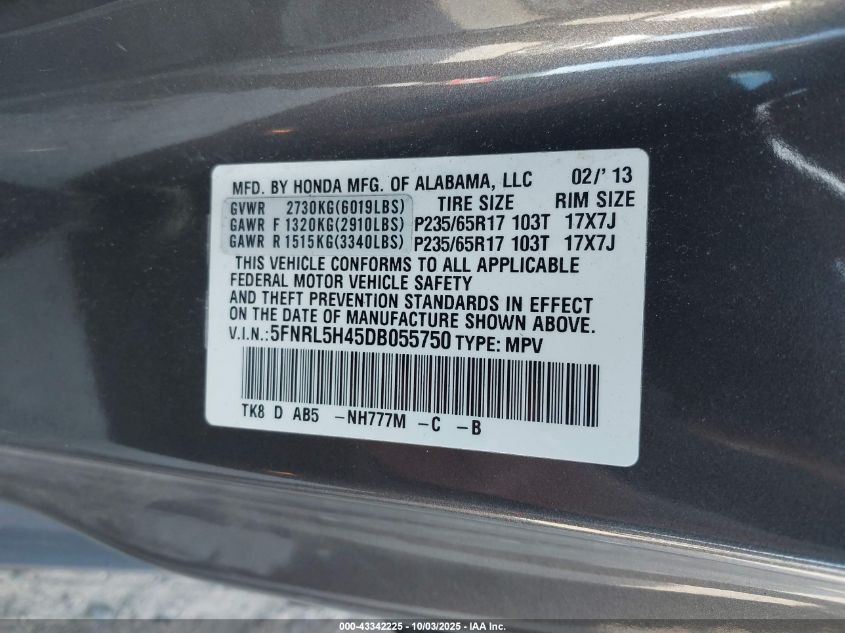 MFD. BY HONDA MFG. OF ALABAMA, LLC 02/'13
GVWR 2730KG(6019LBS) TIRE SIZE RIM SIZE
GAWR F 1320KG(2910LBS) P235/65R17 103T 17X7J
GAWR R 1515KG(3340LBS) P235/65R17 103T 17X7J
THIS VEHICLE CONFORMS TO ALL APPLICABLE
FEDERAL MOTOR VEHICLE SAFETY
AND THEFT PREVENTION STANDARDS IN EFFECT
ON THE DATE OF MANUFACTURE SHOWN ABOVE.
V.I.N.:5FNRL5H45DB055750 TYPE: MPV
TK8 D AB5 -NH777M -C -B
000-43342225 - 10/03/2025 - IAA Inc.